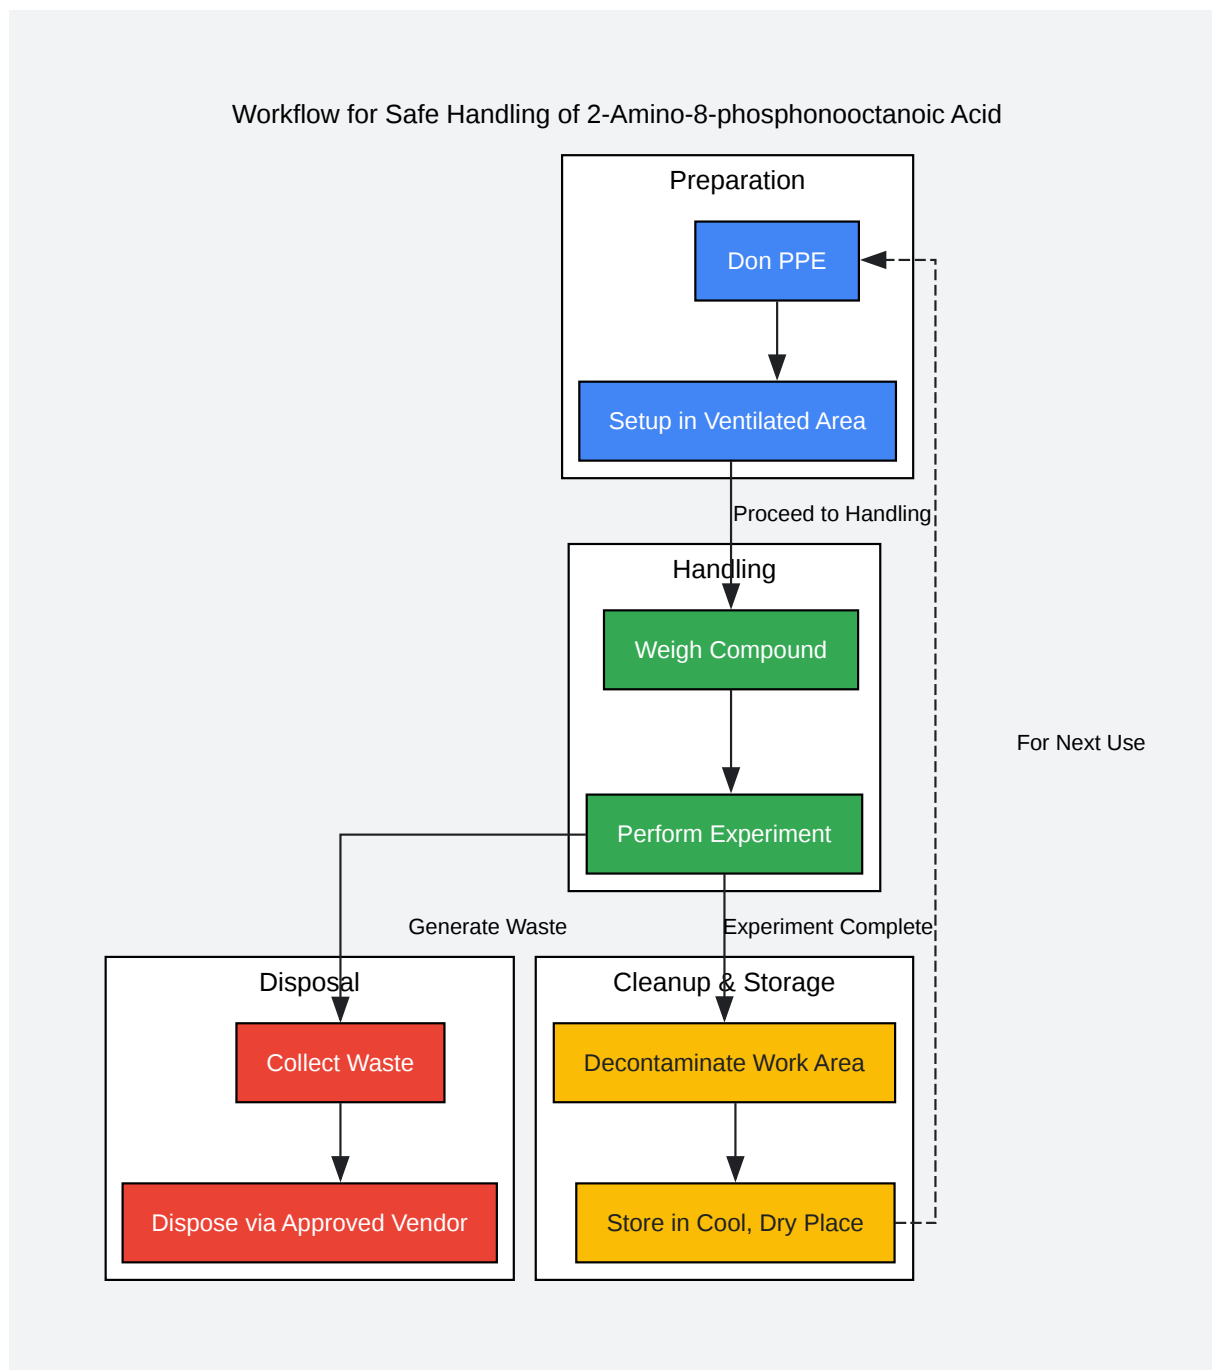 Workflow for Safe Handling of 2-Amino-8-phosphonooctanoic Acid
Preparation
Don PPE
Setup in Ventilated Area
Proceed to Handling
Handling
Weigh Compound
For Next Use
Perform Experiment
Generate Waste
Experiment Complete
Disposal
Cleanup & Storage
Collect Waste
Decontaminate Work Area
Dispose via Approved Vendor
Store in Cool, Dry Place